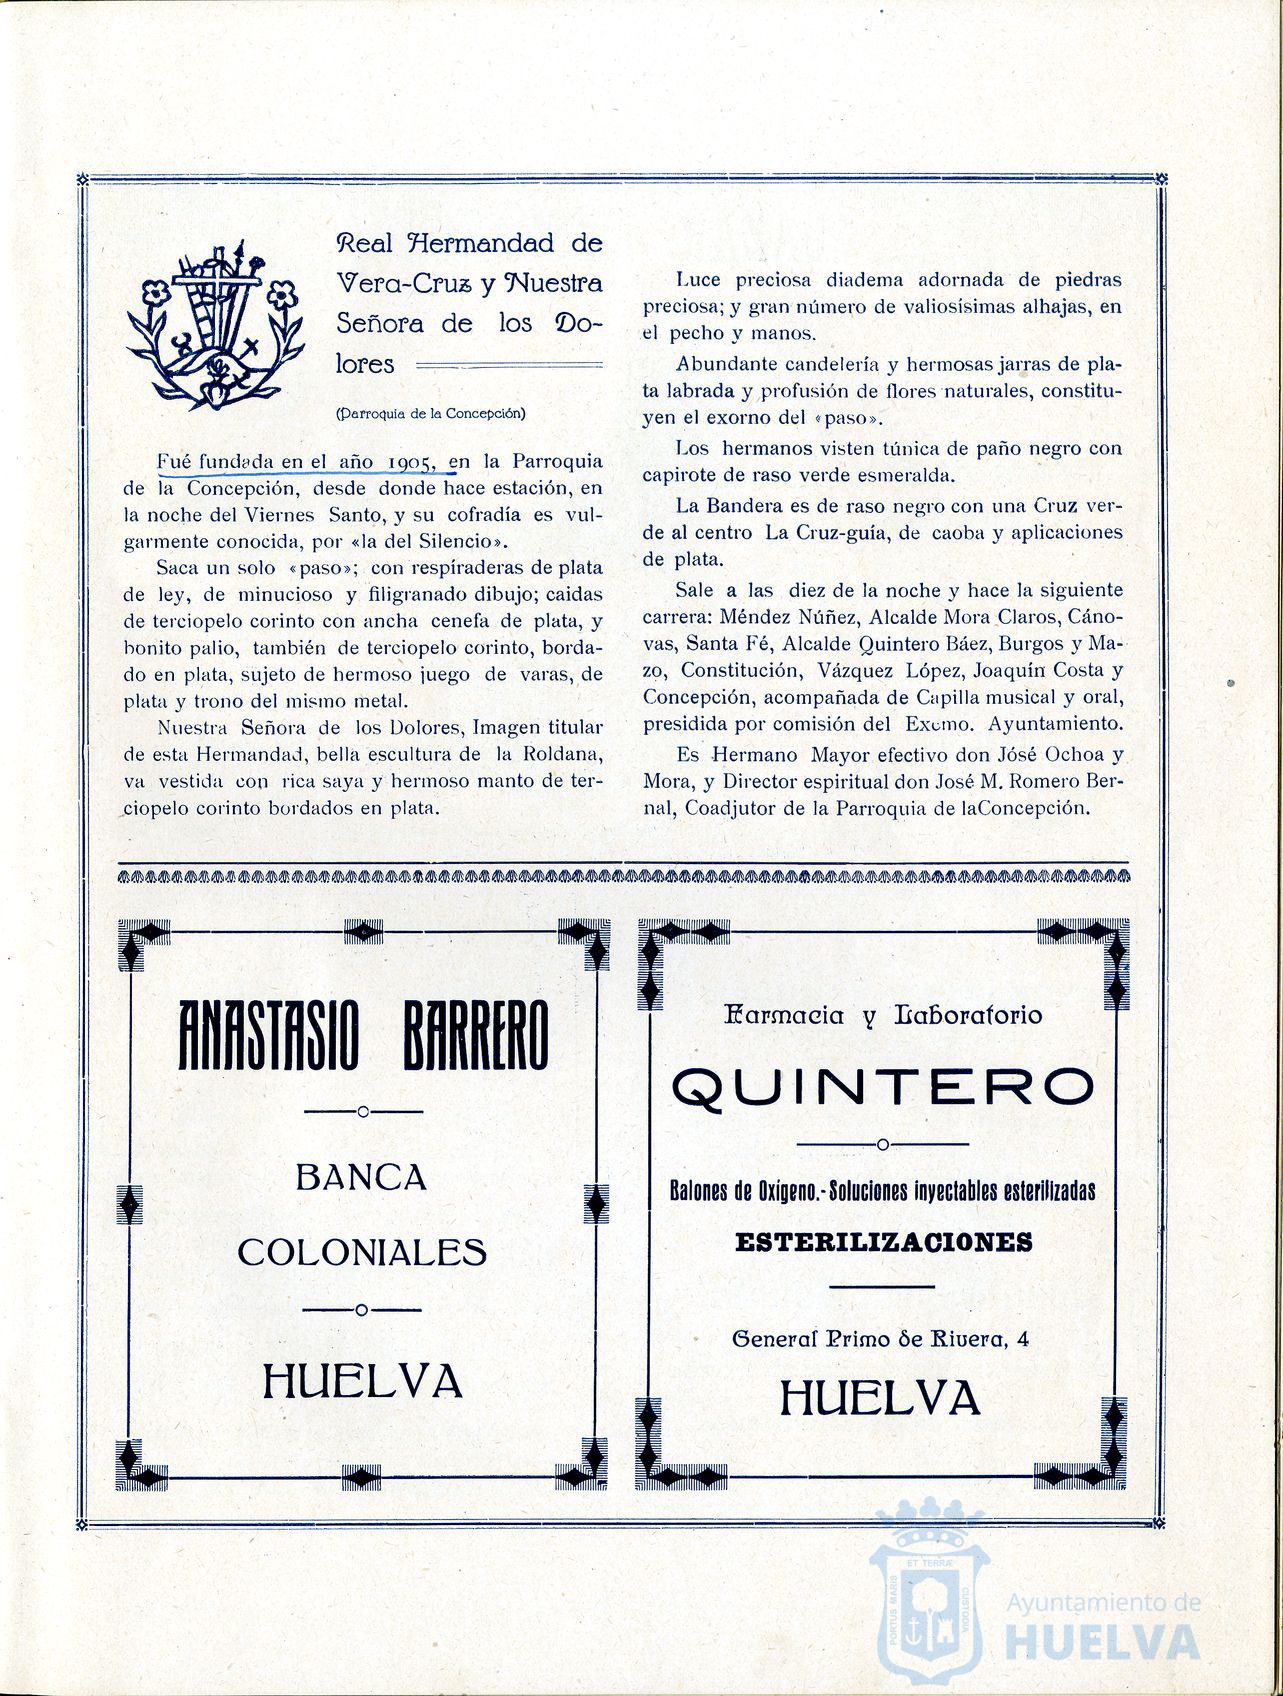 Real Hermandad de
Vera-Cruz y Nuestra
Señora de los Do-
lores
(Parroquia de la Concepción)
Fué fundada en el año 1905, en la Parroquia
de la Concepción, desde donde hace estación, en
la noche del Viernes Santo, y su cofradía es vul-
garmente conocida, por «la del Silencio».
Saca un solo «paso»; con respiraderas de plata
de ley, de minucioso y filigranado dibujo; caidas
de terciopelo corinto con ancha cenefa de plata, y
bonito palio, también de terciopelo corinto, borda-
do en plata, sujeto de hermoso juego de varas, de
plata y trono del mismo metal.
Nuestra Señora de los Dolores, Imagen titular
de esta Hermandad, bella escultura de la Roldana,
va vestida con rica saya y hermoso manto de ter-
ciopelo corinto bordados en plata.
Luce preciosa diadema adornada de piedras
preciosa; y gran número de valiosísimas alhajas, en
el pecho y manos.
Abundante candelería y hermosas jarras de pla-
ta labrada y profusión de flores naturales, constitu-
yen el exorno del «paso».
Los hermanos visten túnica de paño negro con
capirote de raso verde esmeralda.
La Bandera es de raso negro con una Cruz ver-
de al centro La Cruz-guía, de caoba y aplicaciones
de plata.
Sale a las diez de la noche y hace la siguiente
carrera: Méndez Núñez, Alcalde Mora Claros, Cáno-
vas, Santa Fé, Alcalde Quintero Báez, Burgos y Ma-
zo, Constitución, Vázquez López, Joaquín Costa y
Concepción, acompañada de Capilla musical y oral,
presidida por comisión del Excmo. Ayuntamiento.
Es Hermano Mayor efectivo don Jósé Ochoa y
Mora, y Director espiritual don José M. Romero Ber-
nal, Coadjutor de la Parroquia de laConcepción.
ANASTASIO BARRERO
BANCA
COLONIALES
HUELVA
Farmacia y Laboratorio
QUINTERO
Balones de Oxígeno.-Soluciones inyectables esterilizadas
ESTERILIZACIONES
General Primo de Rivera, 4
HUELVA
PORTUS MARIS
ET TERRÆ
CUSTODIA
Ayuntamiento de
HUELVA